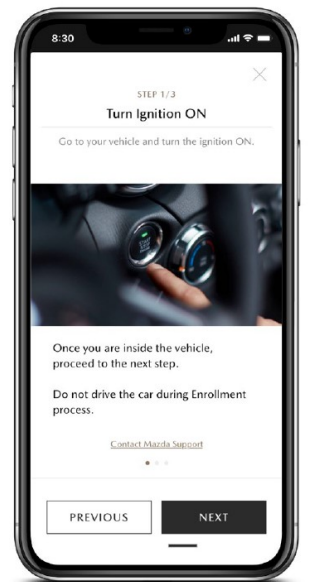 8:30
STEP 1/3
Turn Ignition ON
Go to your vehicle and turn the ignition ON.
Once you are inside the vehicle,
proceed to the next step.
Do not drive the car during Enrollment
process.
Contact Mazda Support
PREVIOUS
NEXT